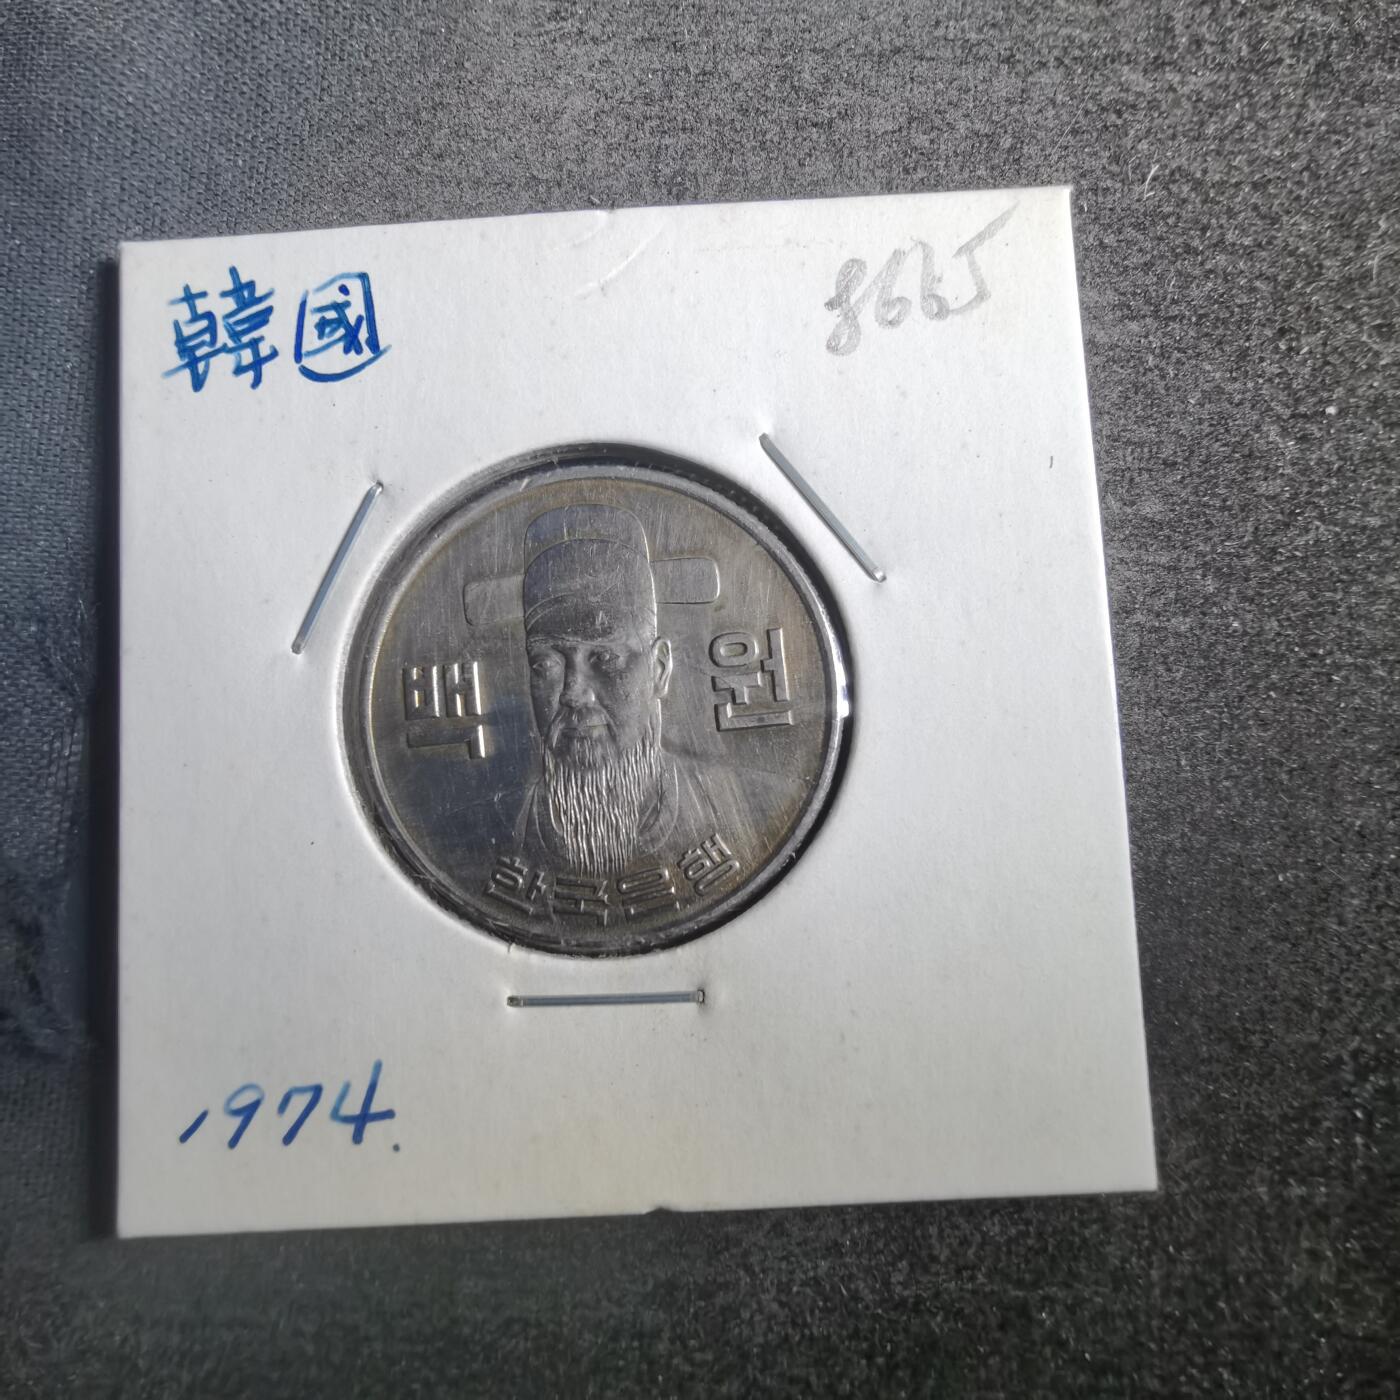 韓國
8665
백 원
한국은행
1974.